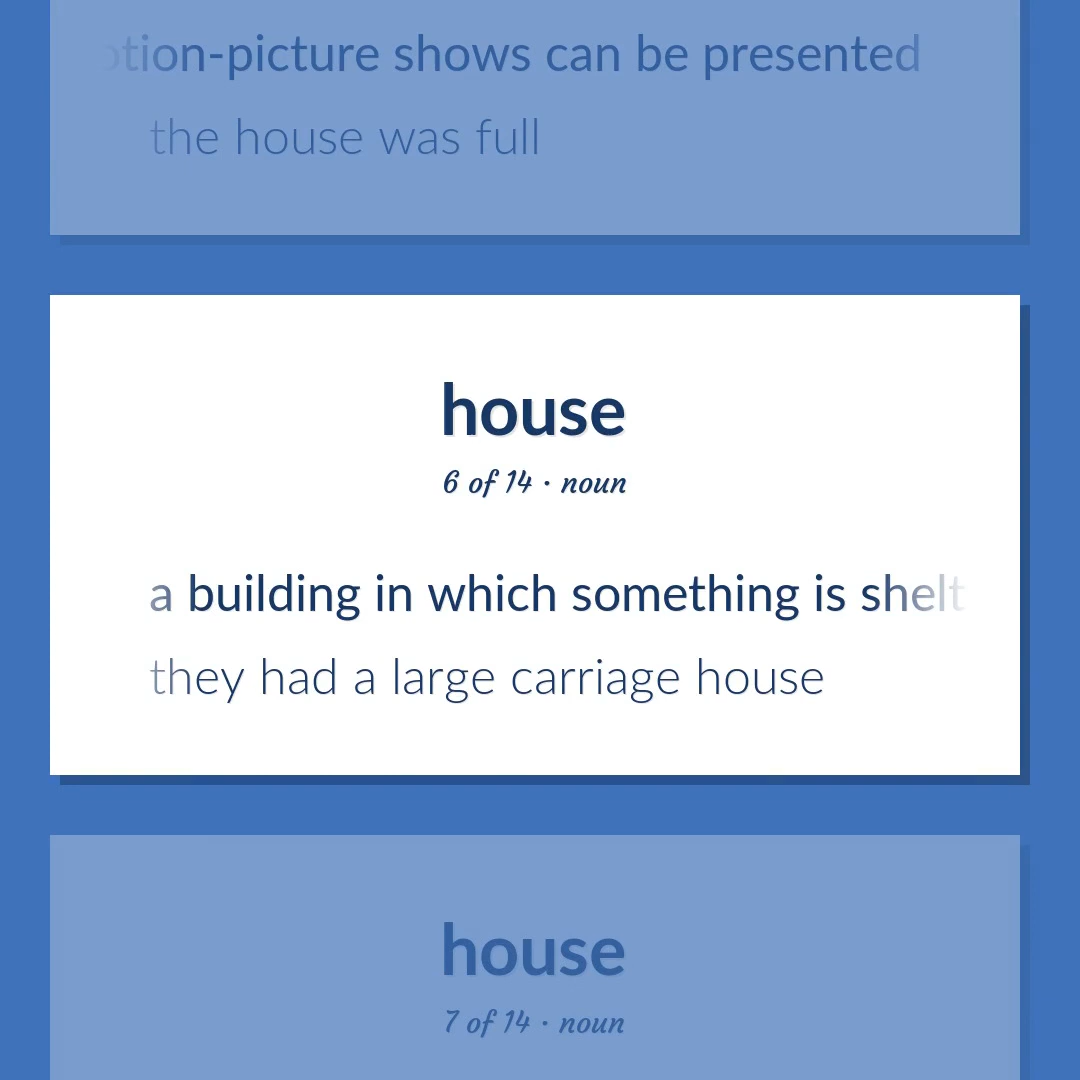 tion-picture shows can be presented
the house was full
house
6 of 14 · noun
a building in which something is shelt
they had a large carriage house
house
7 of 14 · noun